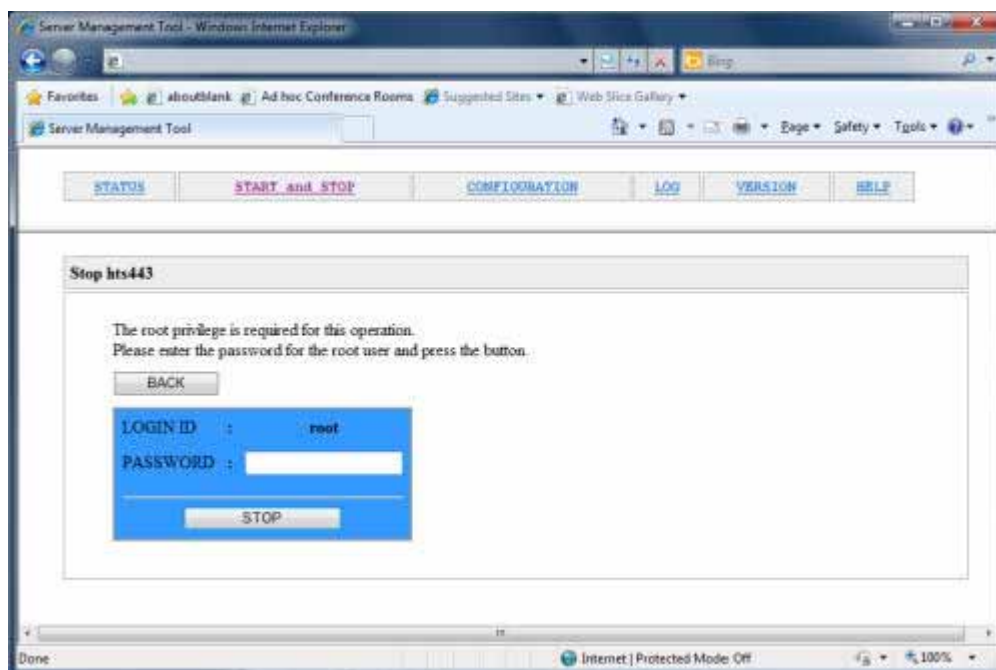 Server Management Tool - Windows Internet Explorer
Bing
Favorites aboutblank Ad hoc Conference Rooms Suggested Sites Web Slice Gallery
Server Management Tool Page Safety Tools
STATUS START and STOP CONFIGURATION LOG VERSION HELP
Stop hts443
The root privilege is required for this operation.
Please enter the password for the root user and press the button.
BACK
LOGIN ID : root
PASSWORD :
STOP
Done Internet | Protected Mode: Off 100%